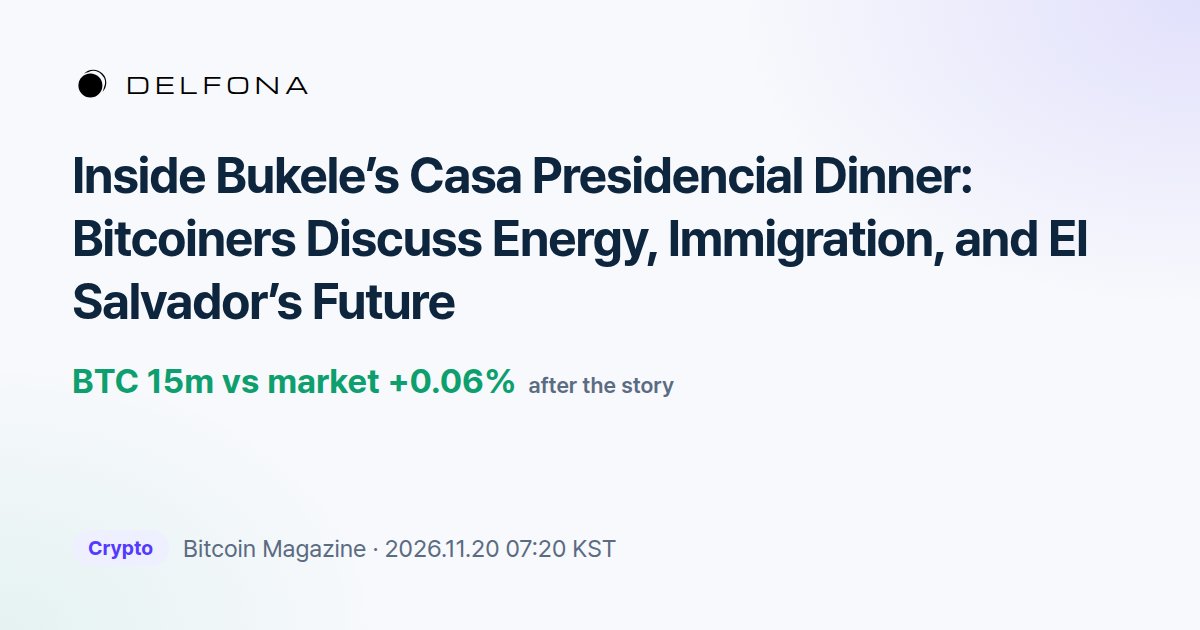 DELFONA
Inside Bukele’s Casa Presidencial Dinner:
Bitcoiners Discuss Energy, Immigration, and El
Salvador’s Future
BTC 15m vs market +0.06% after the story
Crypto Bitcoin Magazine · 2026.11.20 07:20 KST